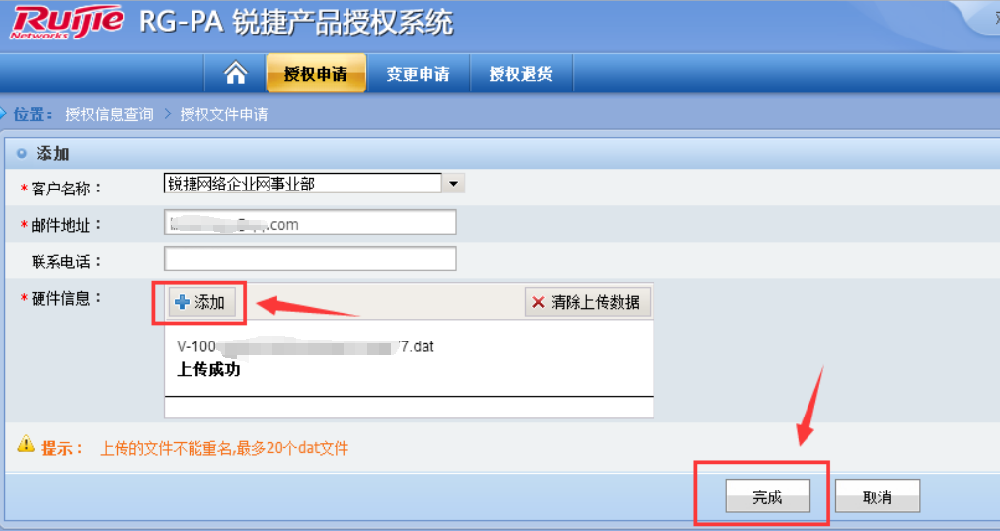 Ruijie Networks RG-PA 锐捷产品授权系统
授权申请 变更申请 授权退货
位置： 授权信息查询 > 授权文件申请
添加
*客户名称： 锐捷网络企业网事业部
*邮件地址： .com
联系电话：
*硬件信息： 添加 清除上传数据
V-100 7.dat
上传成功
提示： 上传的文件不能重名,最多20个dat文件
完成 取消